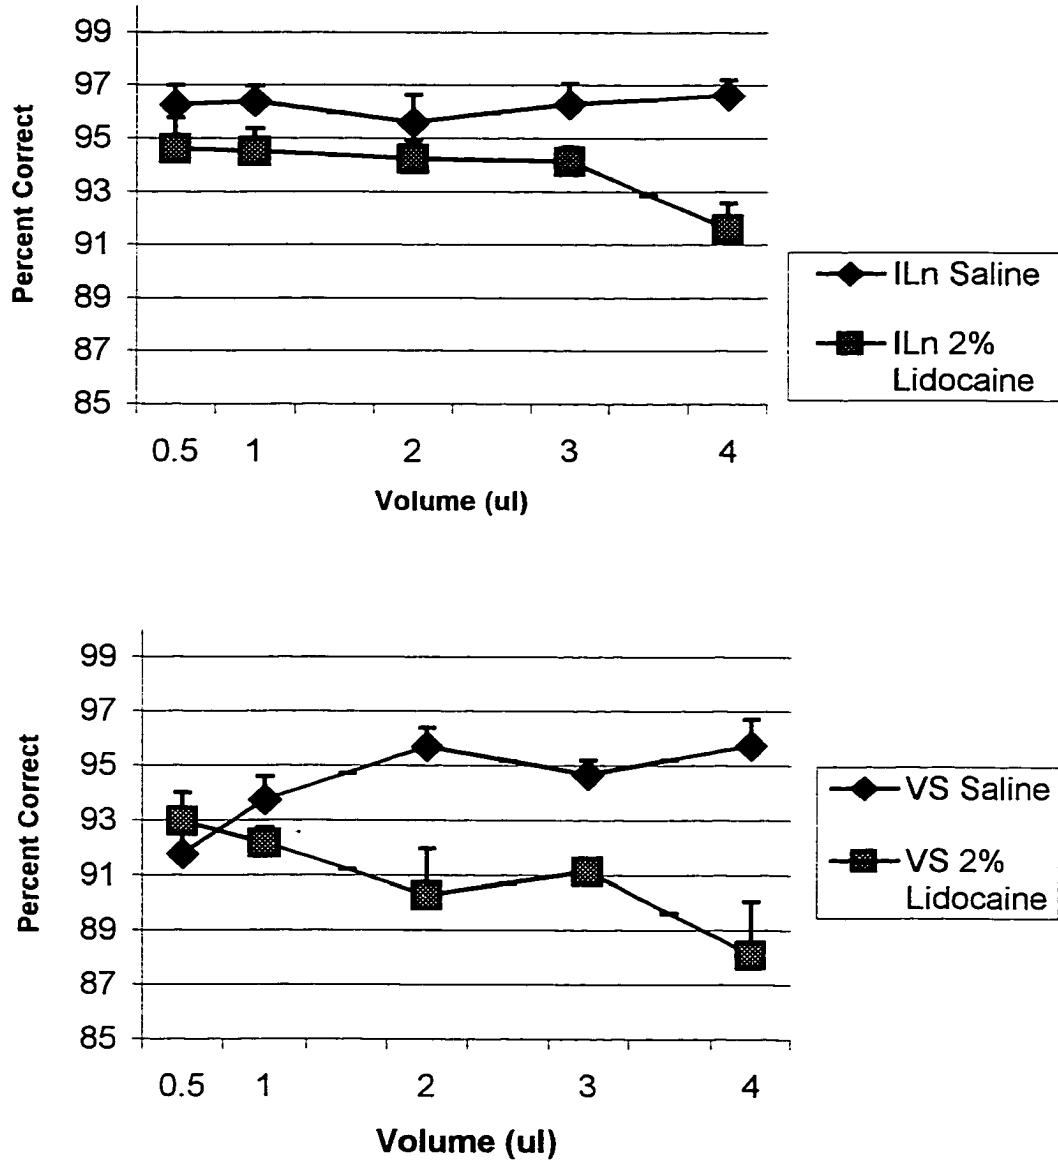 99
97
95
93
91
89
87
85
Percent Correct
0.5 1 2 3 4
Volume (ul)
ILn Saline
ILn 2%
Lidocaine
99
97
95
93
91
89
87
85
Percent Correct
0.5 1 2 3 4
Volume (ul)
VS Saline
VS 2%
Lidocaine